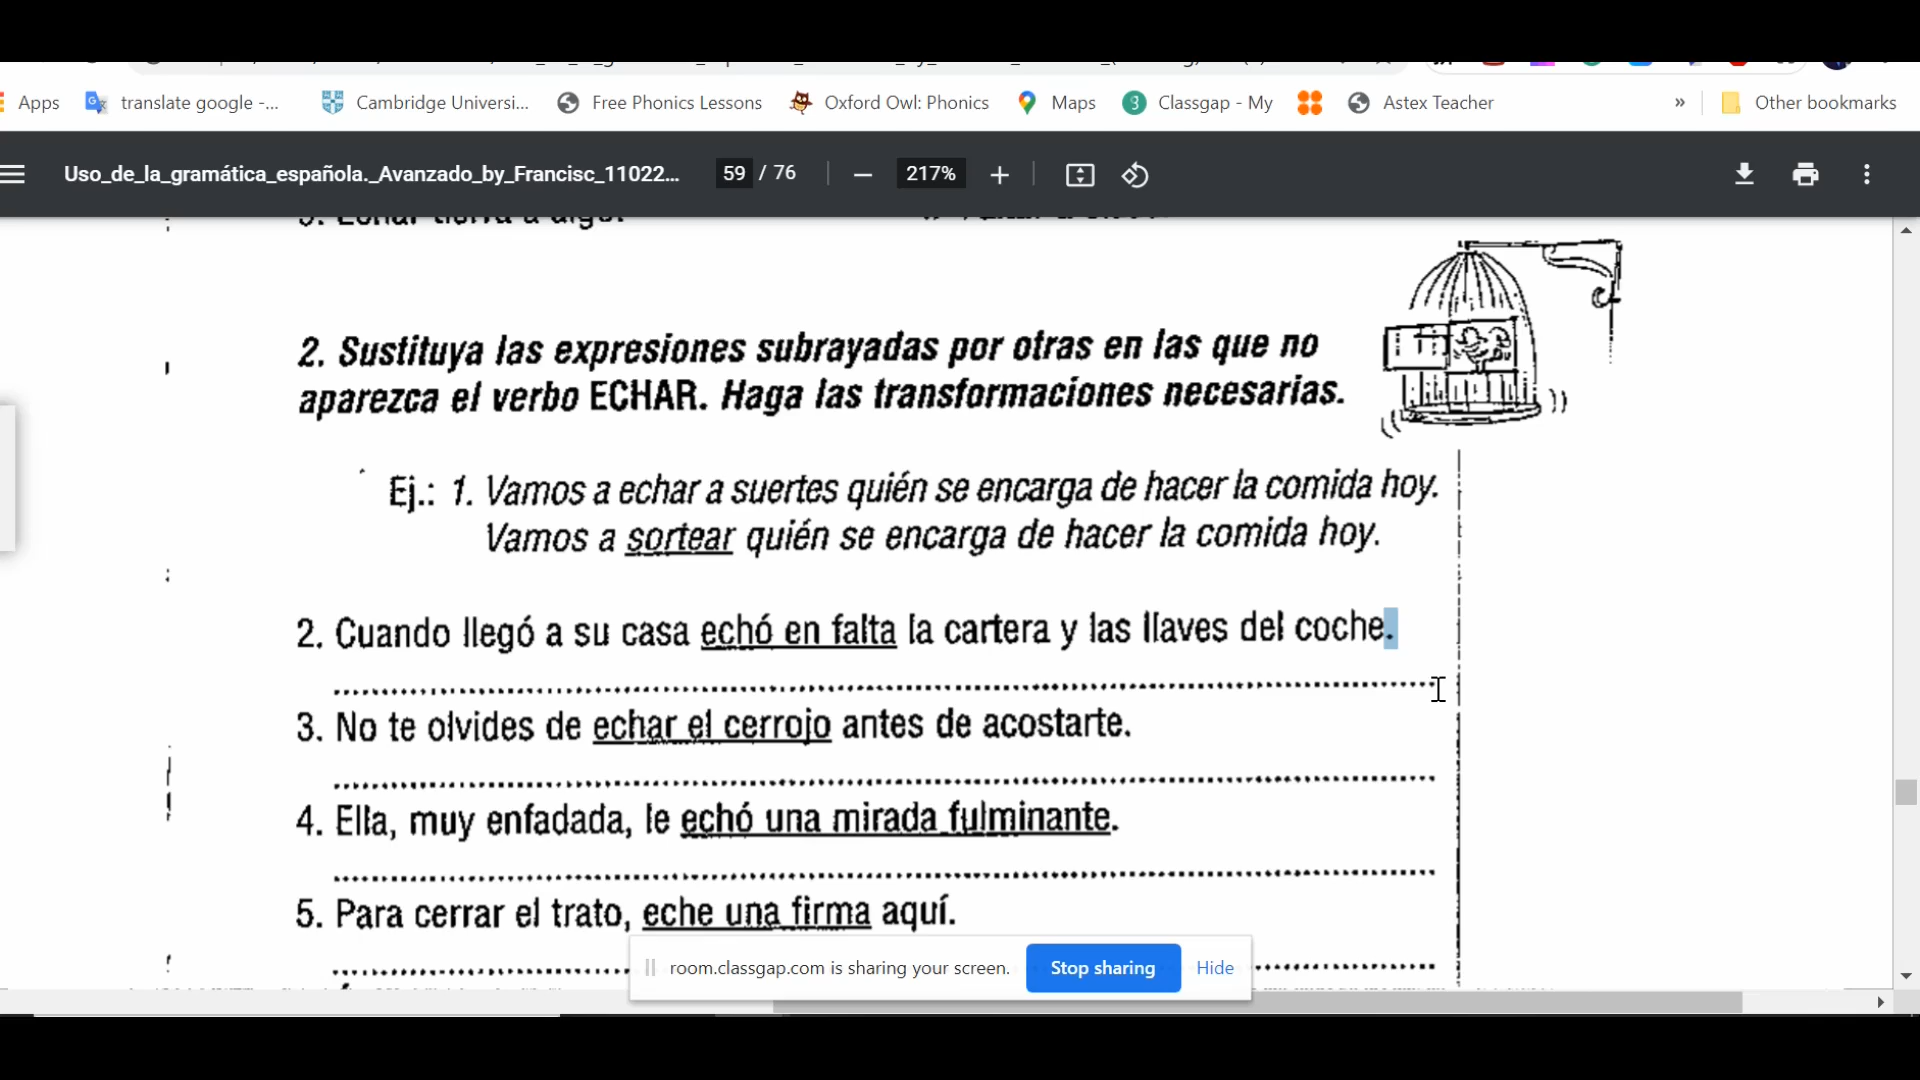 Apps translate google -... Cambridge Universi... Free Phonics Lessons Oxford Owl: Phonics Maps Classgap - My Astex Teacher » Other bookmarks
Uso_de_la_gramática_española._Avanzado_by_Francisc_11022... 59 / 76 — 217% +
2. Sustituya las expresiones subrayadas por otras en las que no
aparezca el verbo ECHAR. Haga las transformaciones necesarias.
Ej.: 1. Vamos a echar a suertes quién se encarga de hacer la comida hoy.
Vamos a sortear quién se encarga de hacer la comida hoy.
2. Cuando llegó a su casa echó en falta la cartera y las llaves del coche.
3. No te olvides de echar el cerrojo antes de acostarte.
4. Ella, muy enfadada, le echó una mirada fulminante.
5. Para cerrar el trato, eche una firma aquí.
room.classgap.com is sharing your screen. Stop sharing Hide